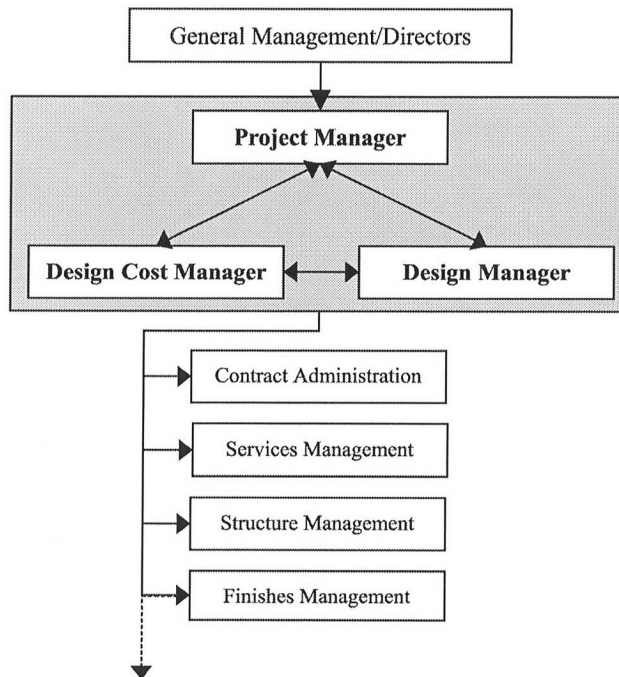 General Management/Directors
Project Manager
Design Cost Manager
Design Manager
Contract Administration
Services Management
Structure Management
Finishes Management